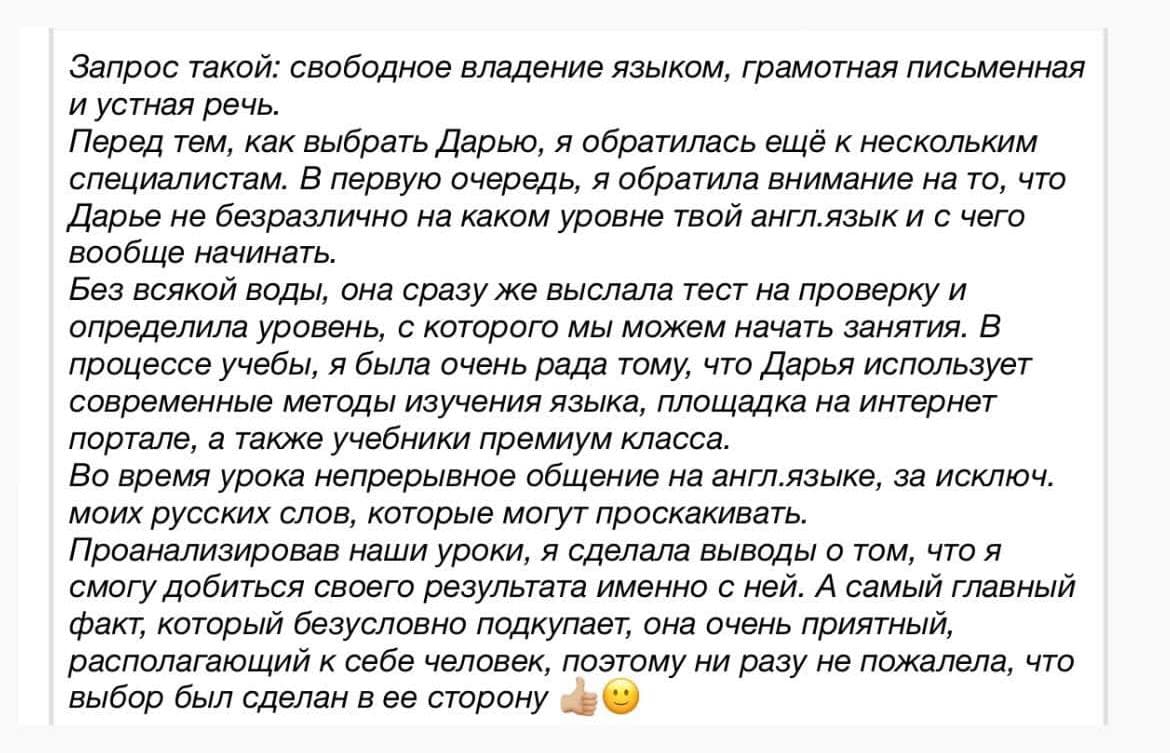 Запрос такой: свободное владение языком, грамотная письменная
и устная речь.
Перед тем, как выбрать Дарью, я обратилась ещё к нескольким
специалистам. В первую очередь, я обратила внимание на то, что
Дарье не безразлично на каком уровне твой англ.язык и с чего
вообще начинать.
Без всякой воды, она сразу же выслала тест на проверку и
определила уровень, с которого мы можем начать занятия. В
процессе учебы, я была очень рада тому, что Дарья использует
современные методы изучения языка, площадка на интернет
портале, а также учебники премиум класса.
Во время урока непрерывное общение на англ.языке, за исключ.
моих русских слов, которые могут проскакивать.
Проанализировав наши уроки, я сделала выводы о том, что я
смогу добиться своего результата именно с ней. А самый главный
факт, который безусловно подкупает, она очень приятный,
располагающий к себе человек, поэтому ни разу не пожалела, что
выбор был сделан в ее сторону 👍🏼🙂